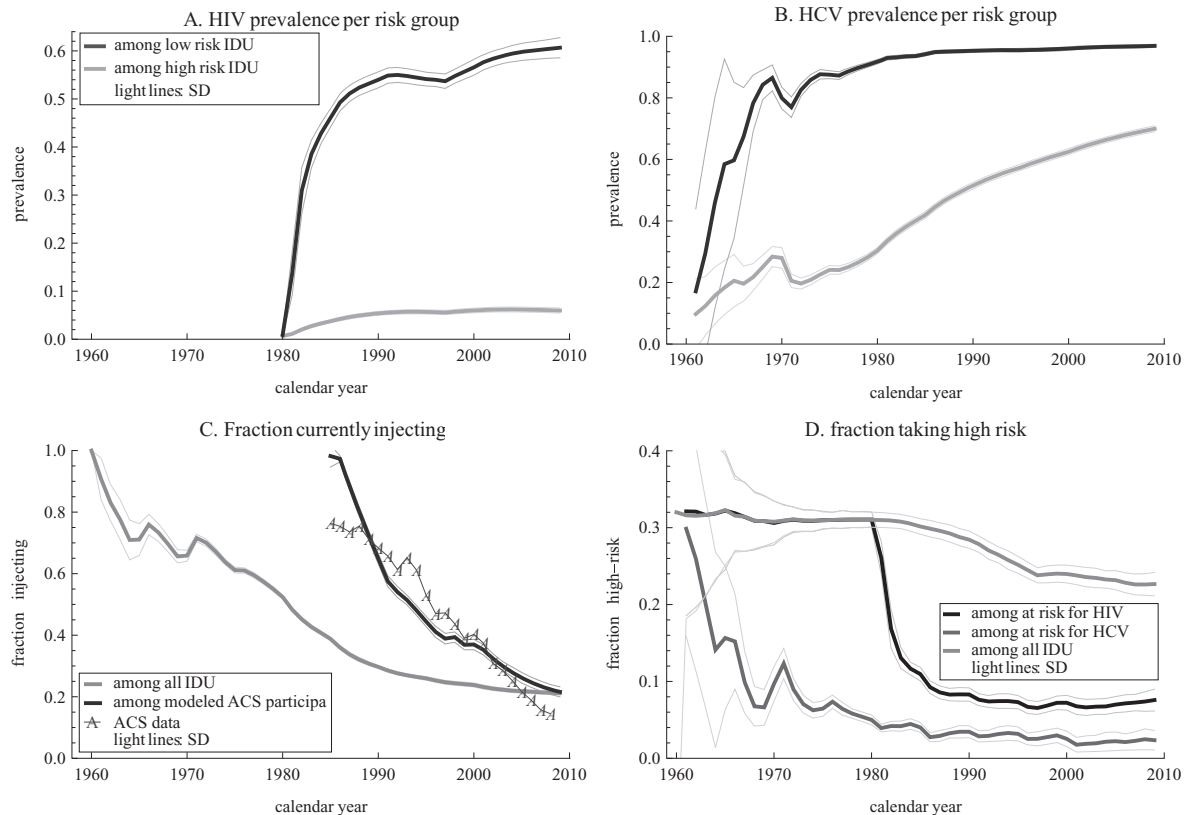 A. HIV prevalence per risk group
among low risk IDU
among high risk IDU
light lines: SD
prevalence
0.6
0.5
0.4
0.3
0.2
0.1
0.0
1960 1970 1980 1990 2000 2010
calendar year
B. HCV prevalence per risk group
prevalence
1.0
0.8
0.6
0.4
0.2
0.0
1960 1970 1980 1990 2000 2010
calendar year
C. Fraction currently injecting
fraction injecting
1.0
0.8
0.6
0.4
0.2
0.0
A A A A A A A A A A A A A A A A A A A A A A A A
among all IDU
among modeled ACS participa
A ACS data
light lines: SD
1960 1970 1980 1990 2000 2010
calendar year
D. fraction taking high risk
fraction high-risk
0.4
0.3
0.2
0.1
0.0
among at risk for HIV
among at risk for HCV
among all IDU
light lines: SD
1960 1970 1980 1990 2000 2010
calendar year